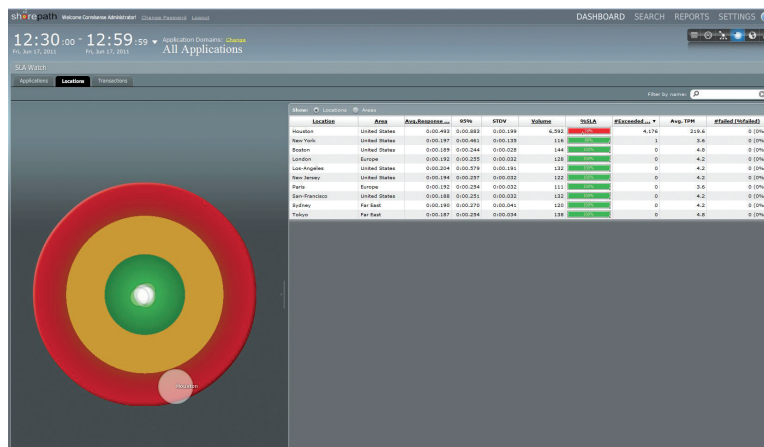 shorepath Welcome Correlsense Administrator! Change Password Logout
DASHBOARD SEARCH REPORTS SETTINGS
12:30:00 - 12:59:59 Application Domains: Change
Fri, Jun 17, 2011 Fri, Jun 17, 2011 All Applications
SLA Watch
Applications Locations Transactions
Filter by name:
Show: Locations Areas
Location Area Avg.Response ... 95% STDV Volume %SLA #Exceeded ... ▼ Avg. TPM #failed [%failed]
Houston United States 0:00.493 0:00.883 0:00.199 6,592 4,176 219.6 0 (0%
New York United States 0:00.197 0:00.461 0:00.135 116 1 3.6 0 (0%
Boston United States 0:00.189 0:00.244 0:00.028 144 100% 0 4.8 0 (0%
London Europe 0:00.192 0:00.255 0:00.032 128 100% 0 4.2 0 (0%
Los-Angeles United States 0:00.204 0:00.579 0:00.191 132 100% 0 4.2 0 (0%
New Jersey United States 0:00.194 0:00.257 0:00.032 122 100% 0 4.2 0 (0%
Paris Europe 0:00.192 0:00.254 0:00.032 111 100% 0 3.6 0 (0%
San-Francisco United States 0:00.188 0:00.251 0:00.032 132 100% 0 4.2 0 (0%
Sydney Far East 0:00.190 0:00.270 0:00.041 120 100% 0 4.2 0 (0%
Tokyo Far East 0:00.187 0:00.254 0:00.034 138 100% 0 4.8 0 (0%
Houston